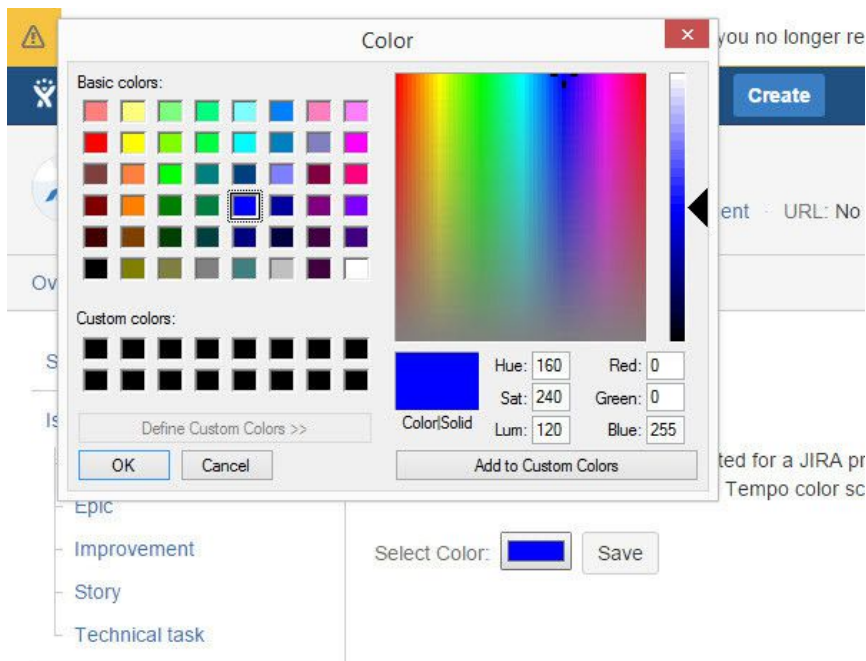 Color
you no longer re
Create
Basic colors:
ent · URL: No
Ov
Custom colors:
S
Is
Define Custom Colors >>
OK
Cancel
Color|Solid
Hue: 160
Sat: 240
Lum: 120
Red: 0
Green: 0
Blue: 255
Add to Custom Colors
ted for a JIRA pr
Tempo color sc
Epic
Improvement
Story
Technical task
Select Color:
Save